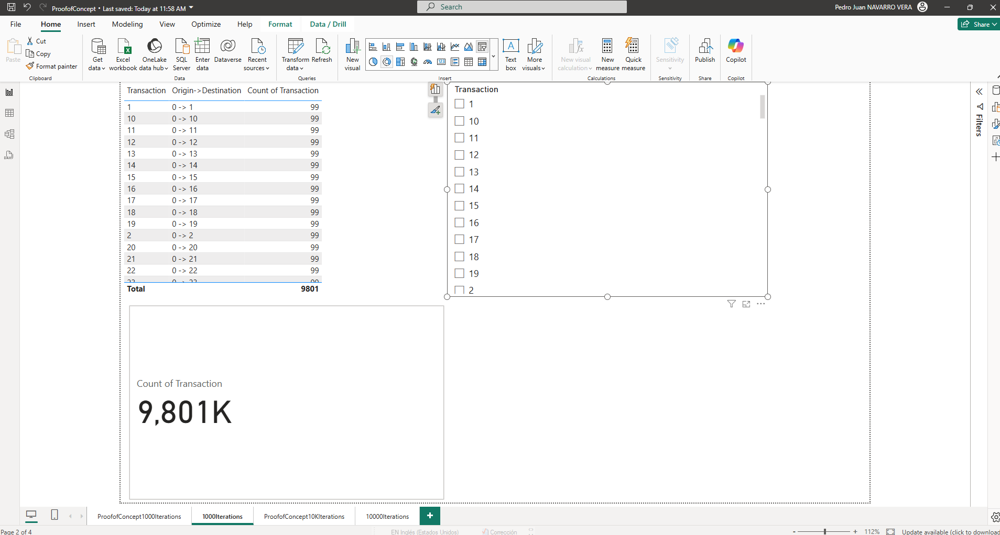 ProofofConcept • Last saved: Today at 11:58 AM
Search
Pedro Juan NAVARRO VERA
File Home Insert Modeling View Optimize Help Format Data / Drill
Share
Paste
Cut
Copy
Format painter
Clipboard
Get data
Excel workbook
OneLake data hub
SQL Server
Enter data
Dataverse
Recent sources
Data
Transform data
Refresh
Queries
New visual
Insert
Text box
More visuals
New visual calculation
New measure
Quick measure
Calculations
Sensitivity
Sensitivity
Publish
Share
Copilot
Copilot
Transaction Origin->Destination Count of Transaction
1 0 -> 1 99
10 0 -> 10 99
11 0 -> 11 99
12 0 -> 12 99
13 0 -> 13 99
14 0 -> 14 99
15 0 -> 15 99
16 0 -> 16 99
17 0 -> 17 99
18 0 -> 18 99
19 0 -> 19 99
2 0 -> 2 99
20 0 -> 20 99
21 0 -> 21 99
22 0 -> 22 99
23 0 -> 23 99
Total 9801
Transaction
1
10
11
12
13
14
15
16
17
18
19
2
Filters
Count of Transaction
9,801K
ProofofConcept1000Iterations
1000Iterations
ProofofConcept10KIterations
10000Iterations
+
Page 2 of 4
EN Inglés (Estados Unidos)
Corrección
- + 112%
Update available (click to download